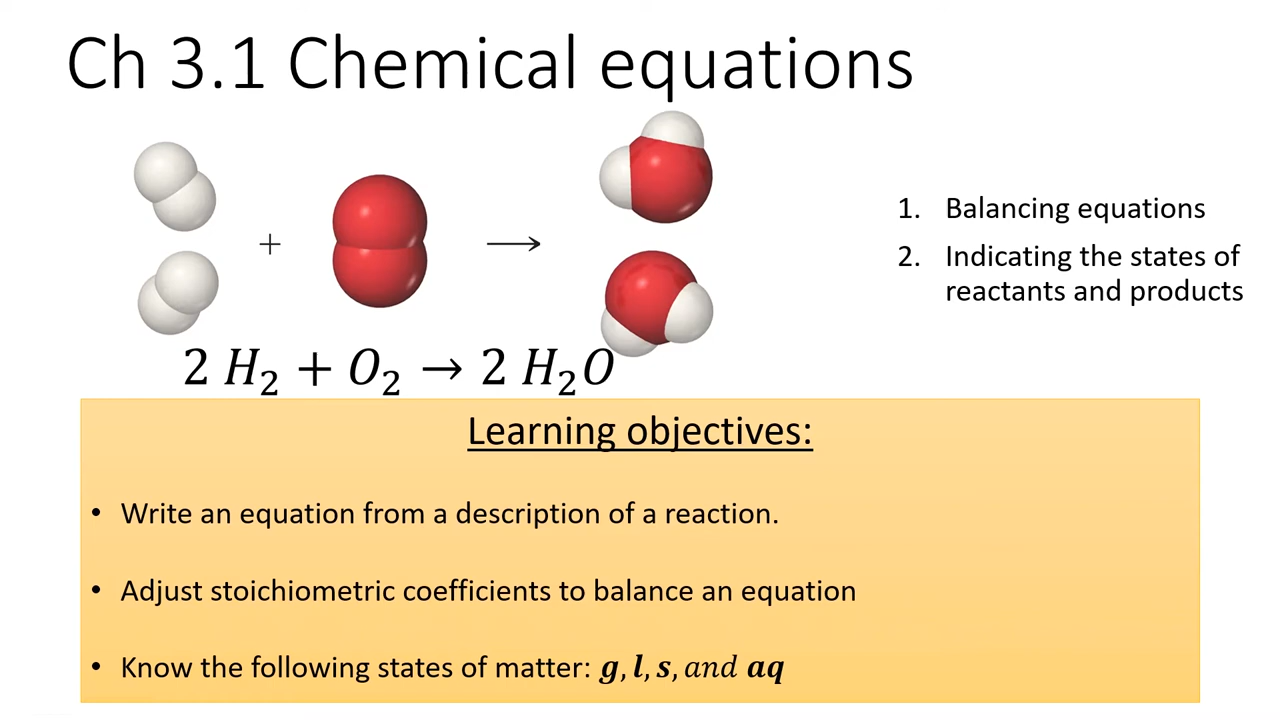 Ch 3.1 Chemical equations
+ →
2 H₂ + O₂ → 2 H₂O
1. Balancing equations
2. Indicating the states of
reactants and products
Learning objectives:
• Write an equation from a description of a reaction.
• Adjust stoichiometric coefficients to balance an equation
• Know the following states of matter: g, l, s, and aq